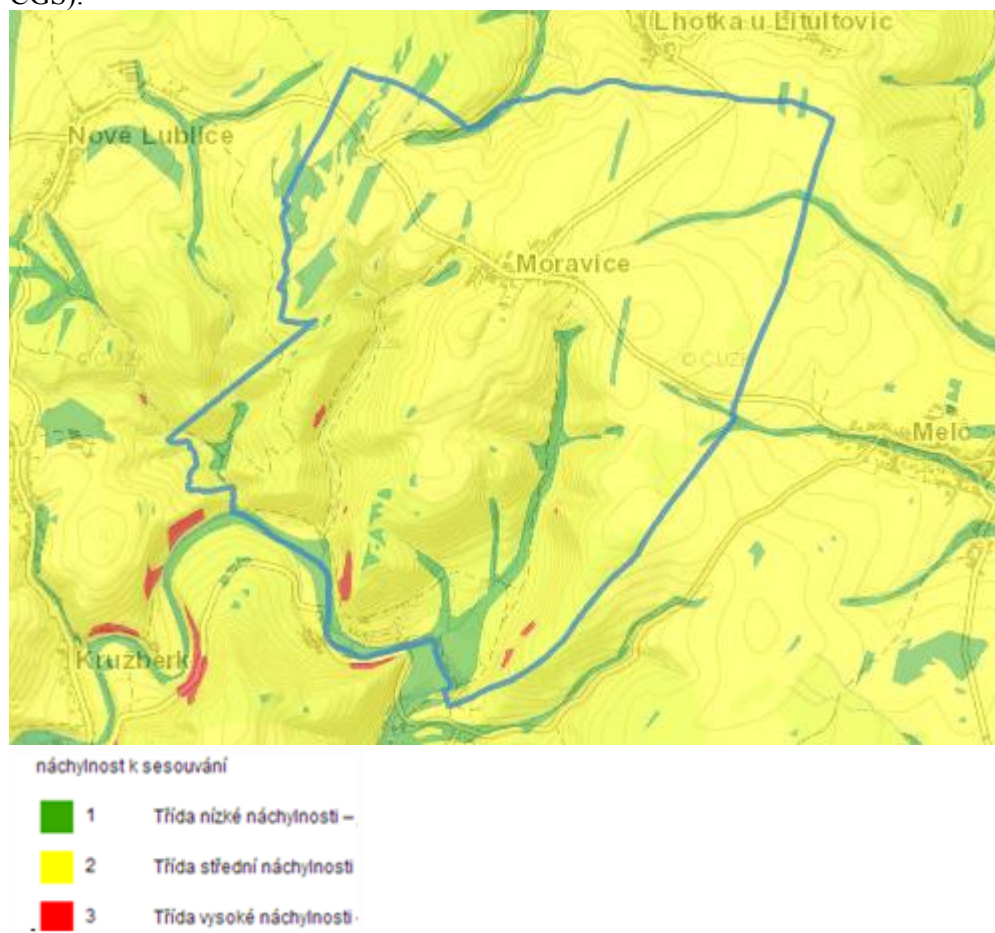 ČGS).
Lhotka u Litultovic
Nové Lublice
Moravice
© ČÚZK
© ČÚZK
Melč
Kružberk
náchylnost k sesouvání
1 Třída nízké náchylnosti –
2 Třída střední náchylnosti
3 Třída vysoké náchylnosti -